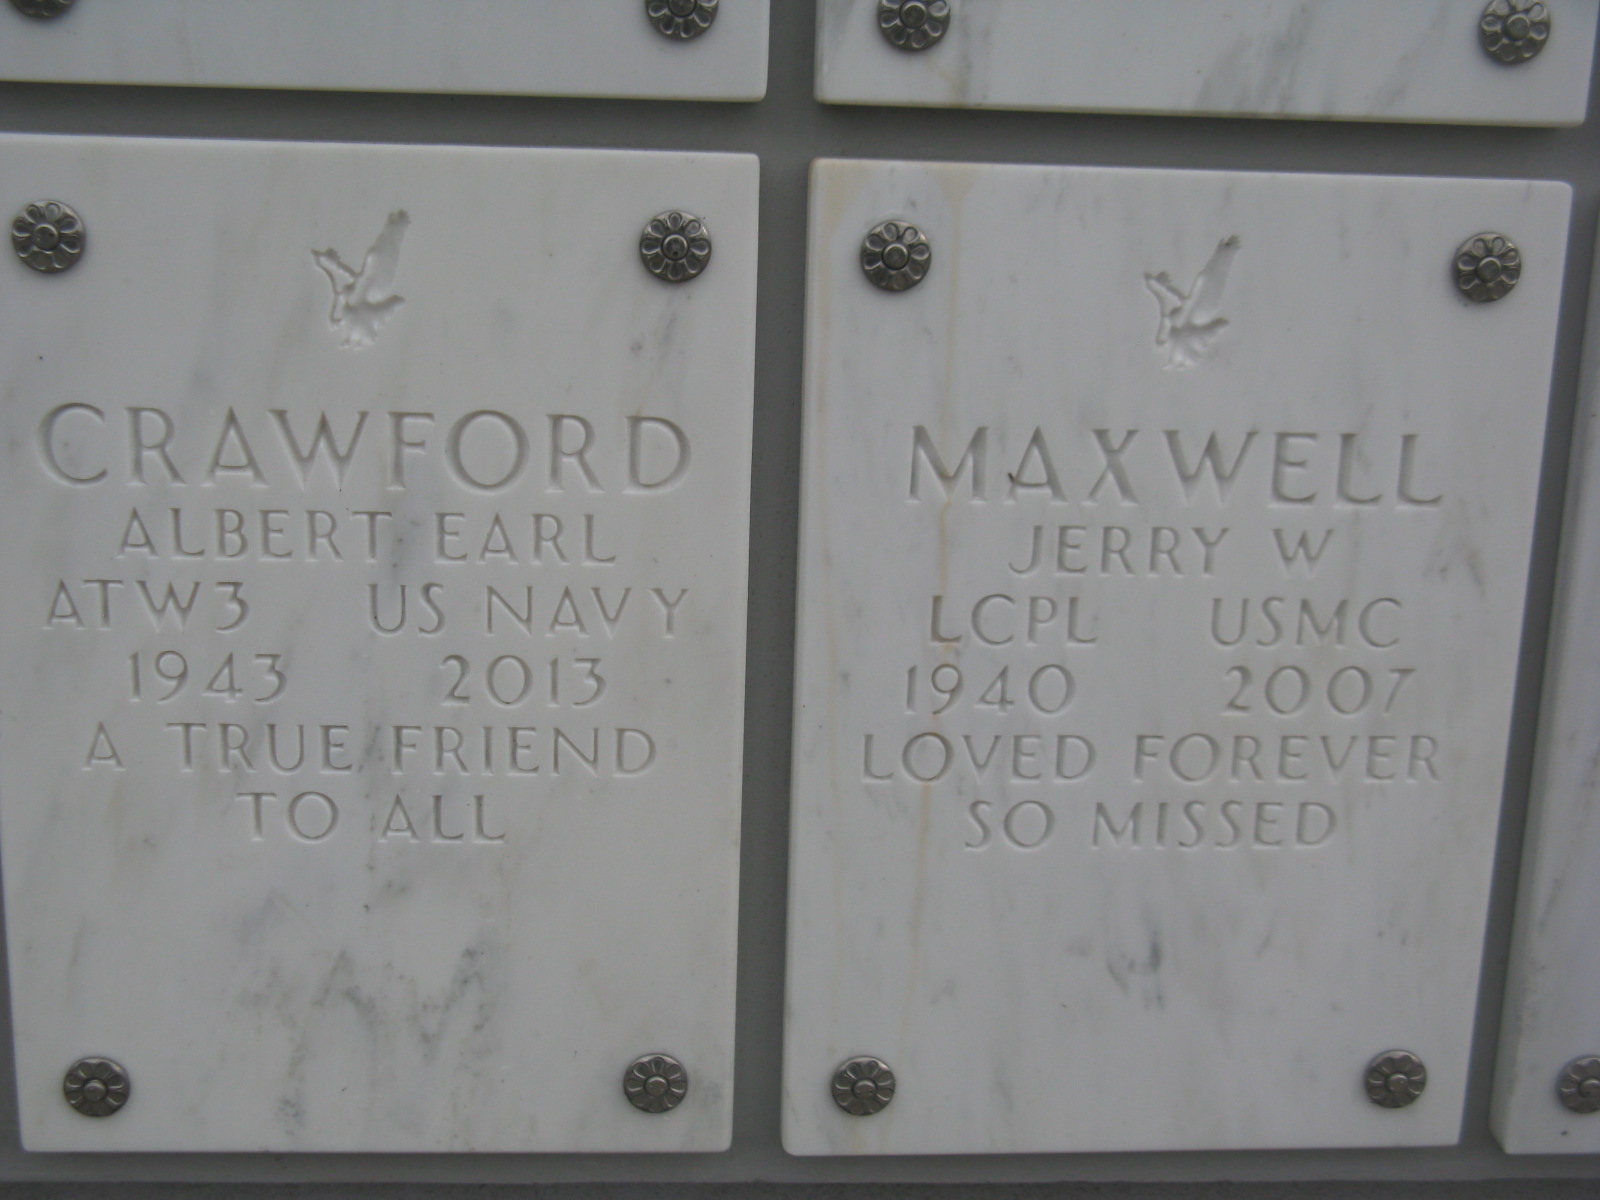 CRAWFORD
ALBERT EARL
ATW3 US NAVY
1943 2013
A TRUE FRIEND
TO ALL
MAXWELL
JERRY W
LCPL USMC
1940 2007
LOVED FOREVER
SO MISSED